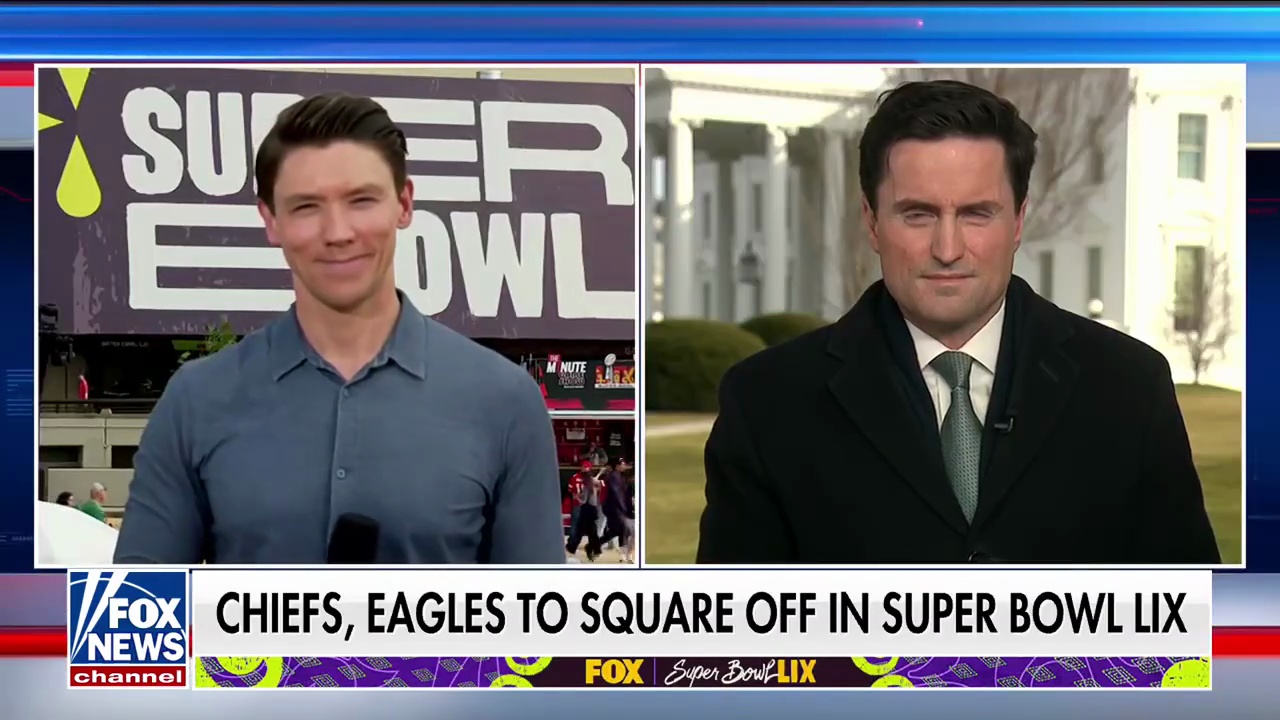 SUPER
BOWL
THE
MINUTE
LIX
CHIEFS, EAGLES TO SQUARE OFF IN SUPER BOWL LIX
FOX
NEWS
channel
FOX Super Bowl LIX